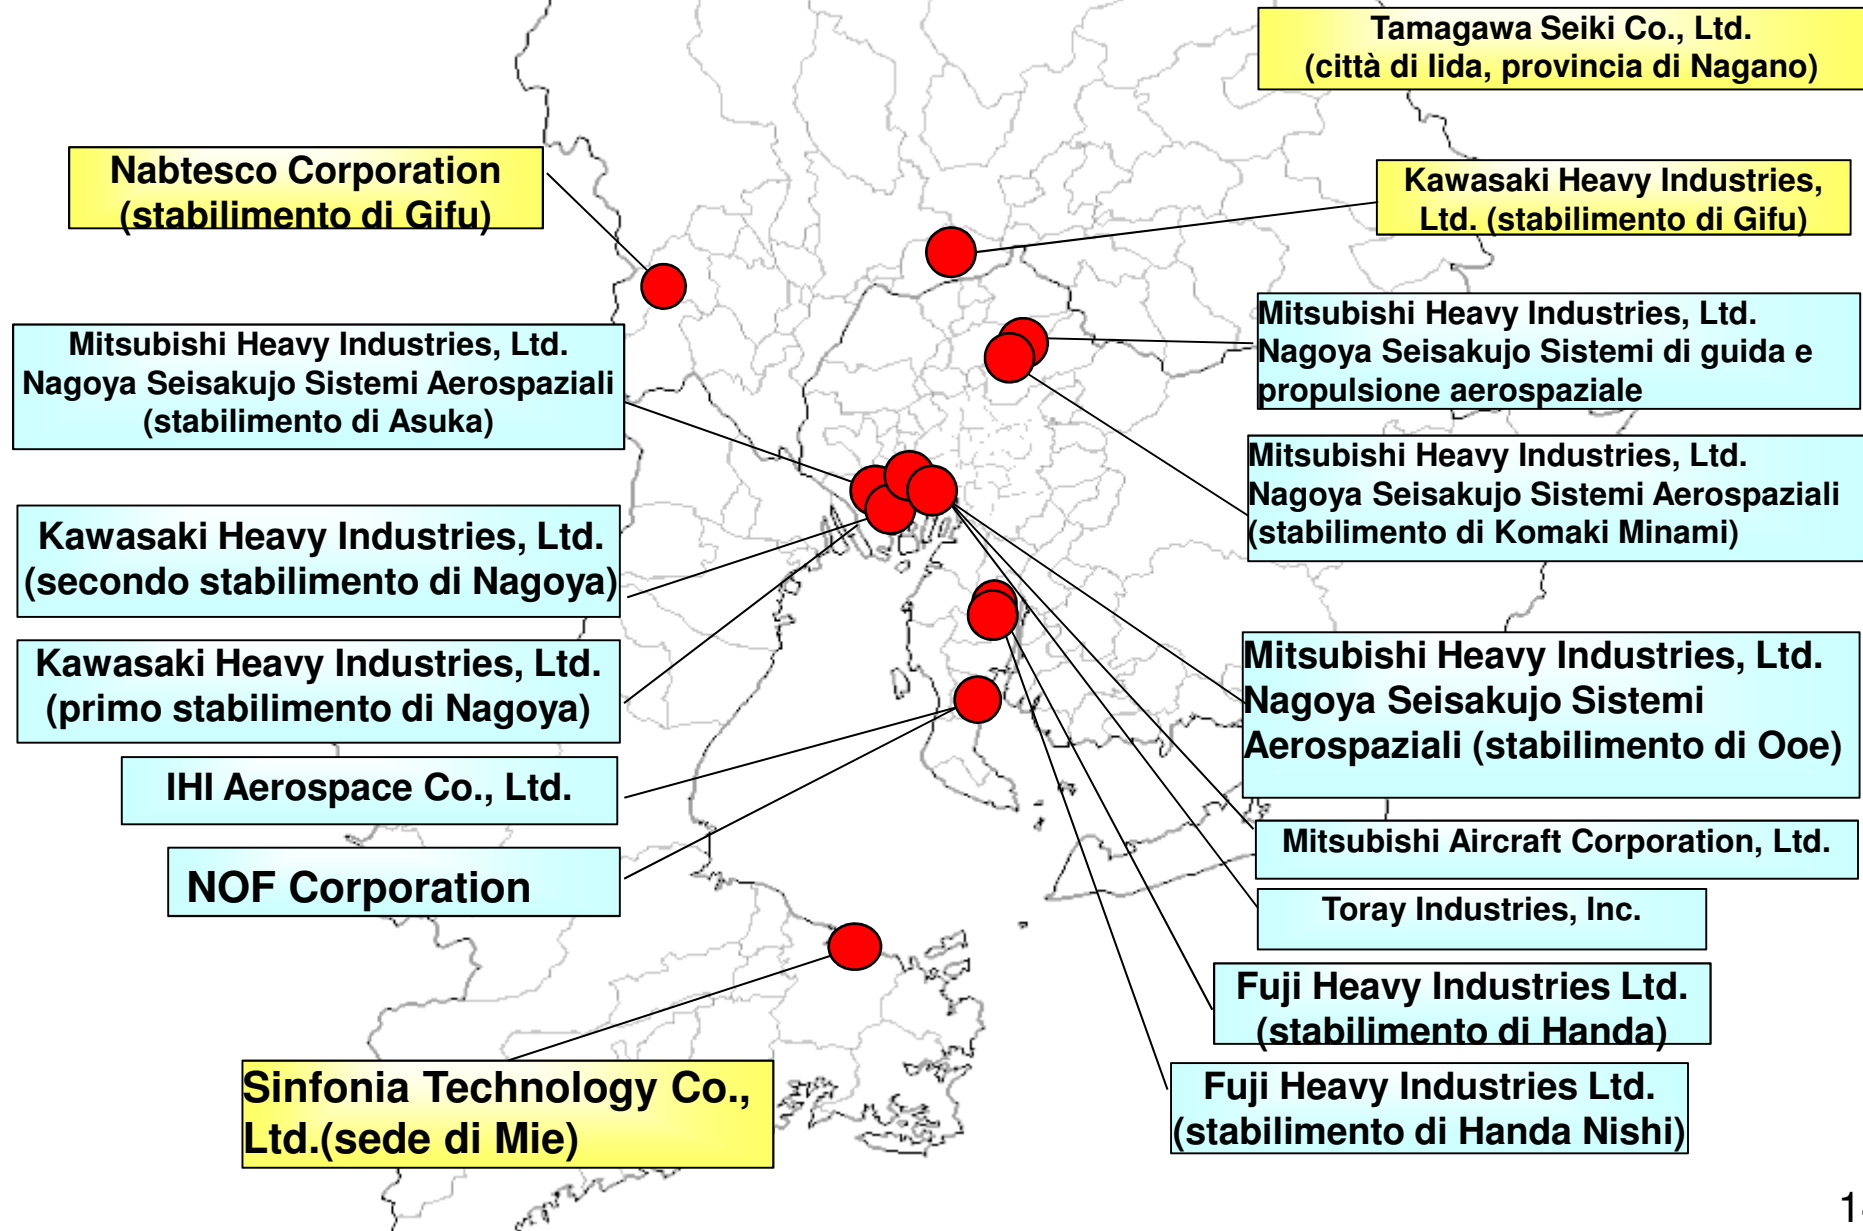 Tamagawa Seiki Co., Ltd.
(città di Iida, provincia di Nagano)
Nabtesco Corporation
(stabilimento di Gifu)
Kawasaki Heavy Industries,
Ltd. (stabilimento di Gifu)
Mitsubishi Heavy Industries, Ltd.
Nagoya Seisakujo Sistemi di guida e
propulsione aerospaziale
Mitsubishi Heavy Industries, Ltd.
Nagoya Seisakujo Sistemi Aerospaziali
(stabilimento di Asuka)
Mitsubishi Heavy Industries, Ltd.
Nagoya Seisakujo Sistemi Aerospaziali
(stabilimento di Komaki Minami)
Kawasaki Heavy Industries, Ltd.
(secondo stabilimento di Nagoya)
Kawasaki Heavy Industries, Ltd.
(primo stabilimento di Nagoya)
Mitsubishi Heavy Industries, Ltd.
Nagoya Seisakujo Sistemi
Aerospaziali (stabilimento di Ooe)
IHI Aerospace Co., Ltd.
Mitsubishi Aircraft Corporation, Ltd.
NOF Corporation
Toray Industries, Inc.
Fuji Heavy Industries Ltd.
(stabilimento di Handa)
Sinfonia Technology Co.,
Ltd.(sede di Mie)
Fuji Heavy Industries Ltd.
(stabilimento di Handa Nishi)